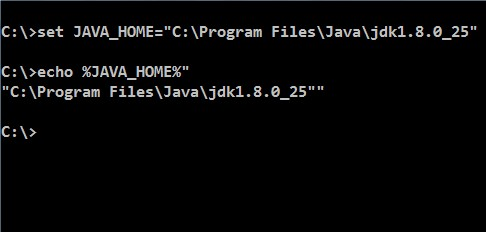 C:\>set JAVA_HOME="C:\Program Files\Java\jdk1.8.0_25"
C:\>echo %JAVA_HOME%"
"C:\Program Files\Java\jdk1.8.0_25""
C:\>